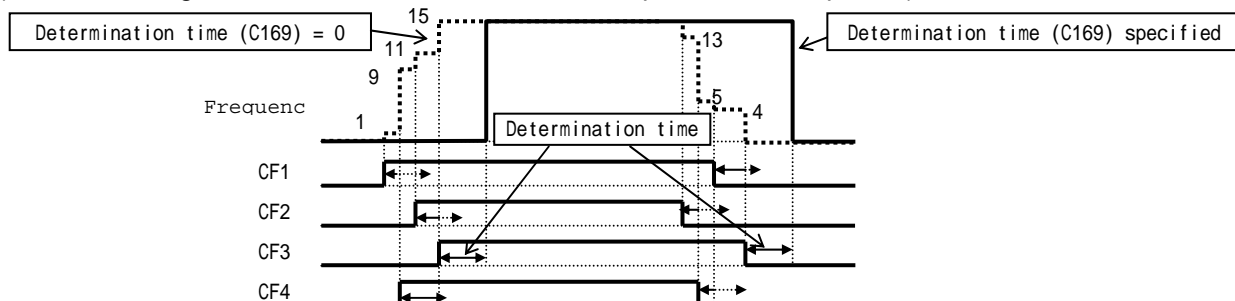 15
Determination time (C169) = 0
Determination time (C169) specified
13
11
9
5
4
Frequenc
1
Determination time
CF1
CF2
CF3
CF4